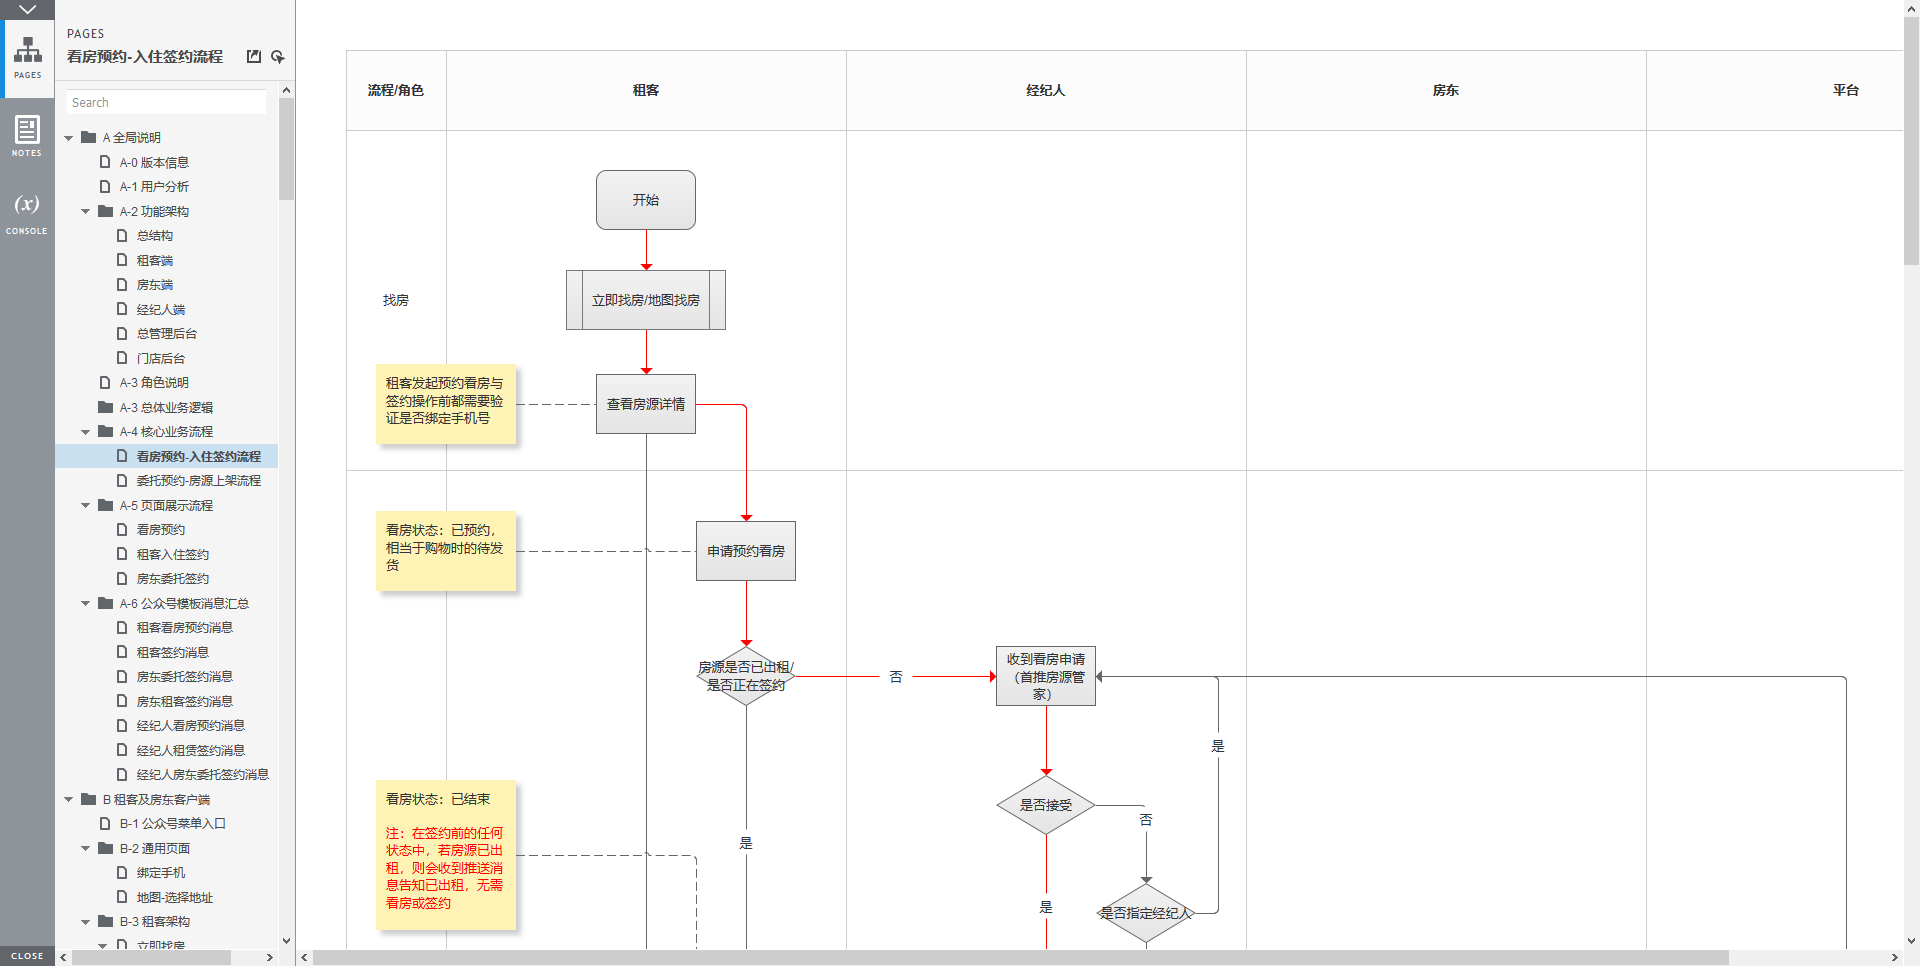 PAGES
看房预约-入住签约流程
PAGES
NOTES
(x)
CONSOLE
CLOSE
Search
A 全局说明
A-0 版本信息
A-1 用户分析
A-2 功能架构
总结构
租客端
房东端
经纪人端
总管理后台
门店后台
A-3 角色说明
A-3 总体业务逻辑
A-4 核心业务流程
看房预约-入住签约流程
委托预约-房源上架流程
A-5 页面展示流程
看房预约
租客入住签约
房东委托签约
A-6 公众号模板消息汇总
租客看房预约消息
租客签约消息
房东委托签约消息
房东租客签约消息
经纪人看房预约消息
经纪人租赁签约消息
经纪人房东委托签约消息
B 租客及房东客户端
B-1 公众号菜单入口
B-2 通用页面
绑定手机
地图-选择地址
B-3 租客架构
立即找房
流程/角色
租客
经纪人
房东
平台
找房
开始
立即找房/地图找房
租客发起预约看房与
签约操作前都需要验
证是否绑定手机号
查看房源详情
看房状态：已预约，
相当于购物时的待发
货
申请预约看房
房源是否已出租/
是否正在签约
否
收到看房申请
（首推房源管
家）
是
是否接受
否
看房状态：已结束
注：在签约前的任何
状态中，若房源已出
租，则会收到推送消
息告知已出租，无需
看房或签约
是
是
是否指定经纪人